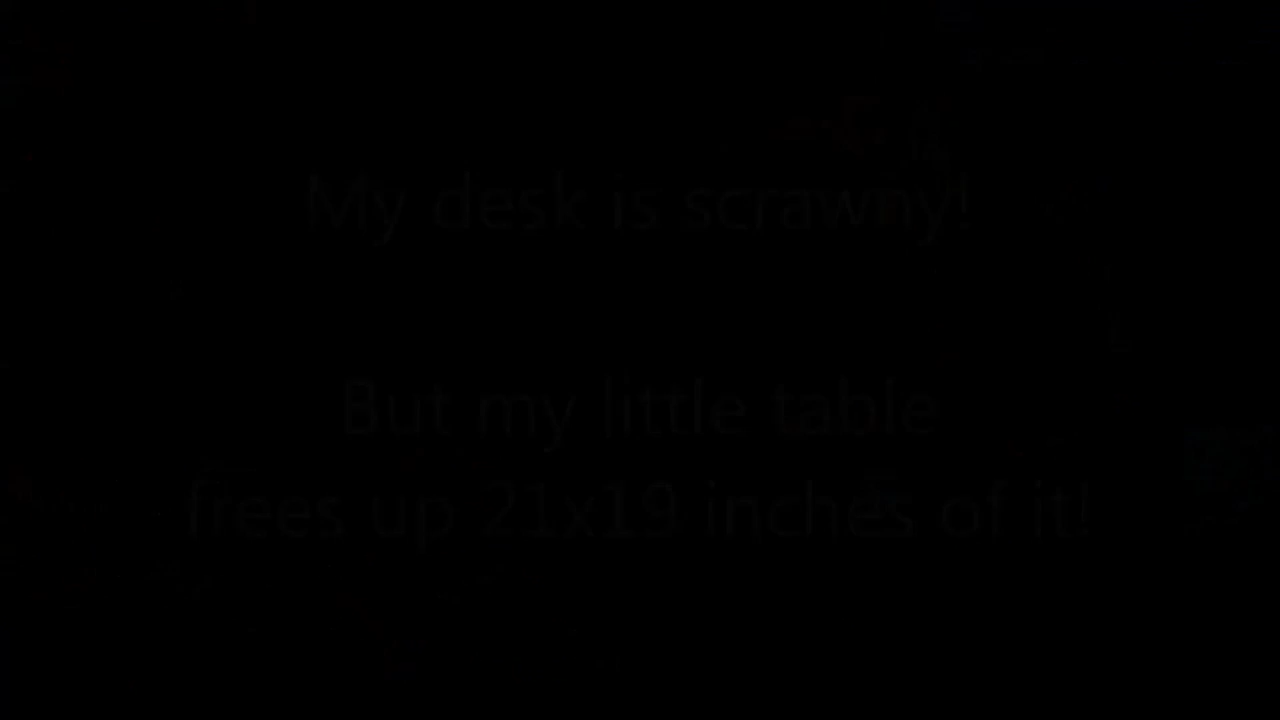 My desk is scrawny!
But my little table
frees up 21x19 inches of it!